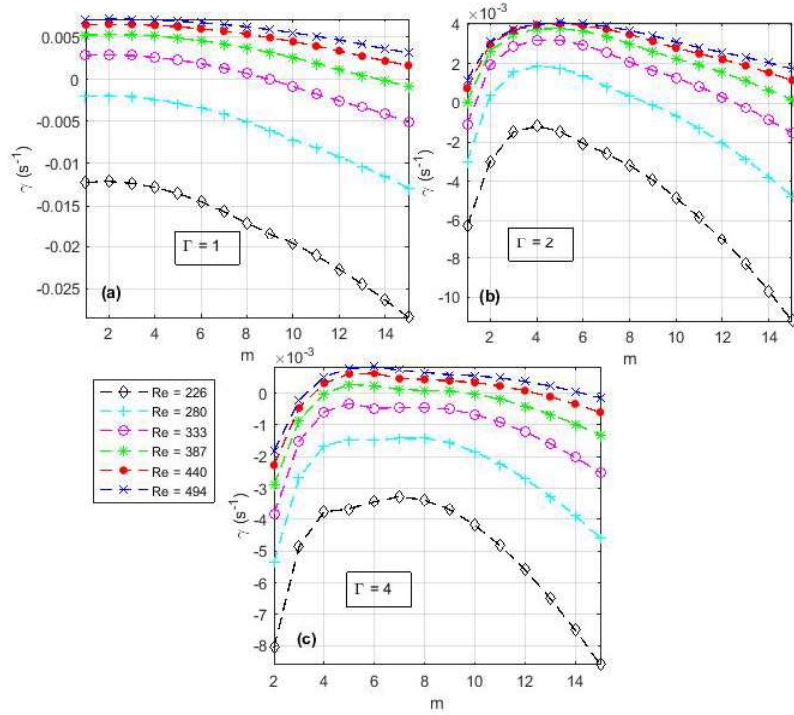 0.005
0
-0.005
-0.01
-0.015
-0.02
-0.025
γ (s⁻¹)
Γ = 1
(a)
2 4 6 8 10 12 14
m
×10⁻³
4
2
0
-2
-4
-6
-8
-10
γ (s⁻¹)
Γ = 2
(b)
2 4 6 8 10 12 14
m
Re = 226
Re = 280
Re = 333
Re = 387
Re = 440
Re = 494
×10⁻³
0
-1
-2
-3
-4
-5
-6
-7
-8
γ (s⁻¹)
Γ = 4
(c)
2 4 6 8 10 12 14
m